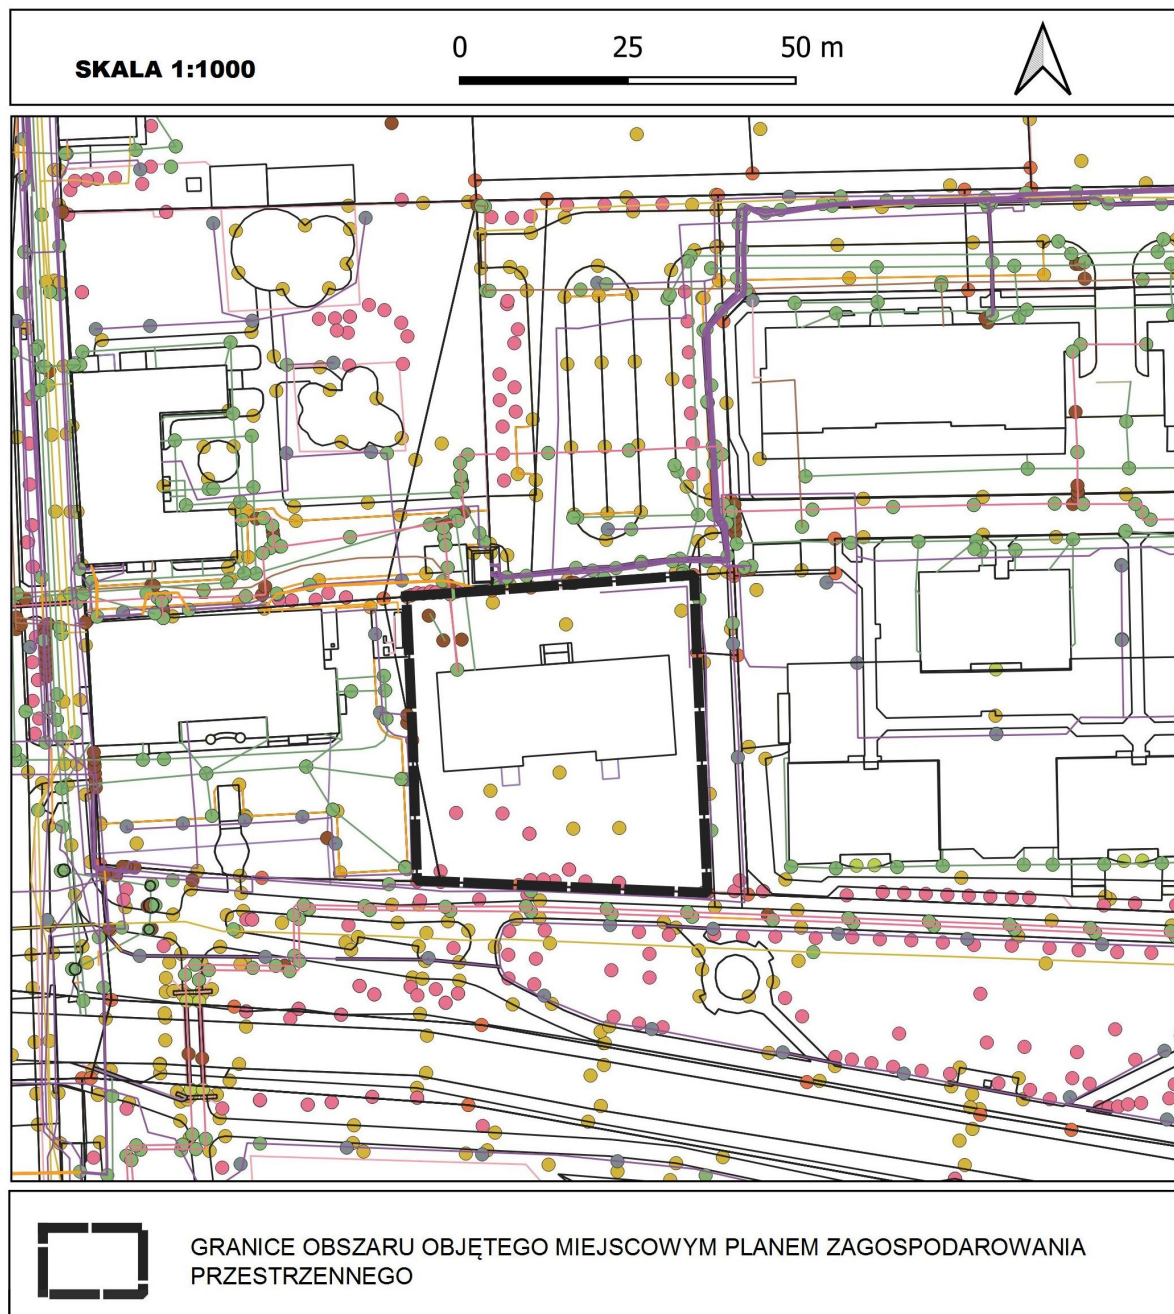 SKALA 1:1000
0 25 50 m
GRANICE OBSZARU OBJĘTEGO MIEJSCOWYM PLANEM ZAGOSPODAROWANIA
PRZESTRZENNEGO